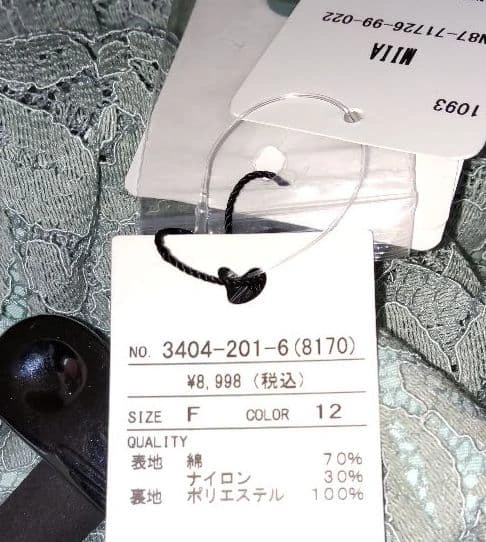 N87-71726-99-022
MIIA
1093
NO. 3404-201-6(8170)
¥8,998 (税込)
SIZE F COLOR 12
QUALITY
表地 綿 70%
ナイロン 30%
裏地 ポリエステル 100%